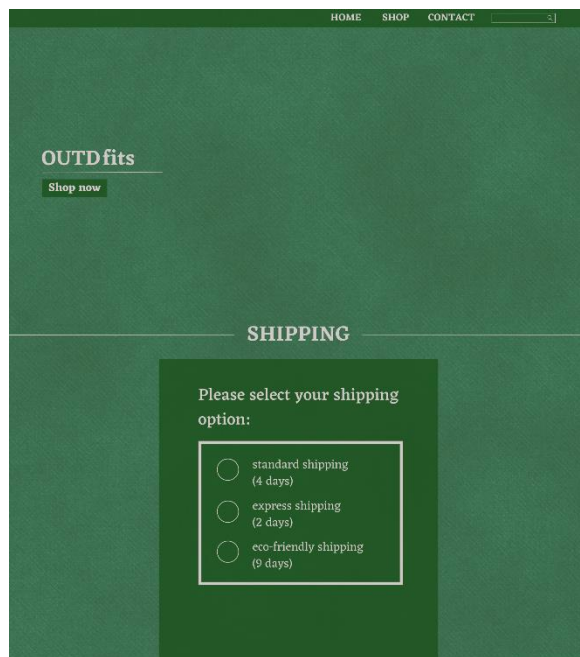 HOME SHOP CONTACT
OUTDfits
Shop now
SHIPPING
Please select your shipping
option:
standard shipping
(4 days)
express shipping
(2 days)
eco-friendly shipping
(9 days)